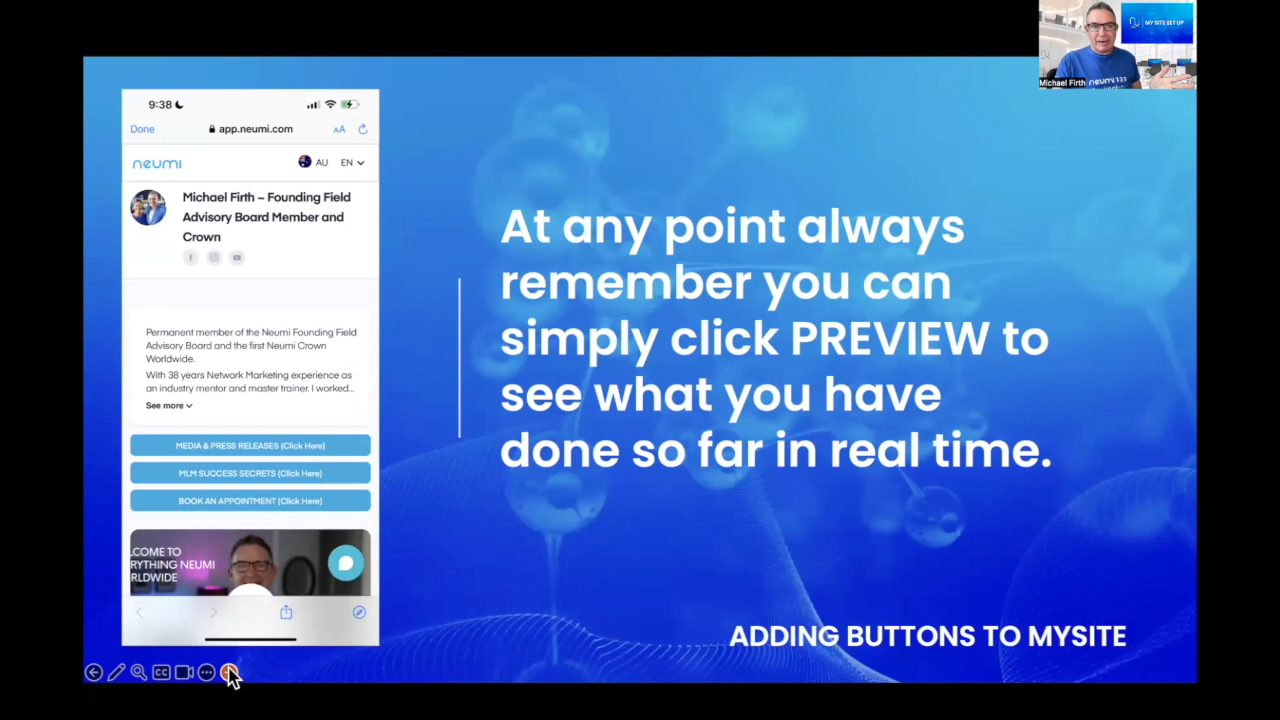 MY SITE SET UP
neumi
Michael Firth
9:38
Done
app.neumi.com
AA
neumi
AU
EN
Michael Firth ~ Founding Field
Advisory Board Member and
Crown
Permanent member of the Neumi Founding Field
Advisory Board and the first Neumi Crown
Worldwide.
With 38 years Network Marketing experience as
an industry mentor and master trainer. I worked...
See more
MEDIA & PRESS RELEASES (Click Here)
MLM SUCCESS SECRETS (Click Here)
BOOK AN APPOINTMENT (Click Here)
LCOME TO
RYTHING NEUMI
RLDWIDE
At any point always
remember you can
simply click PREVIEW to
see what you have
done so far in real time.
ADDING BUTTONS TO MYSITE
CC